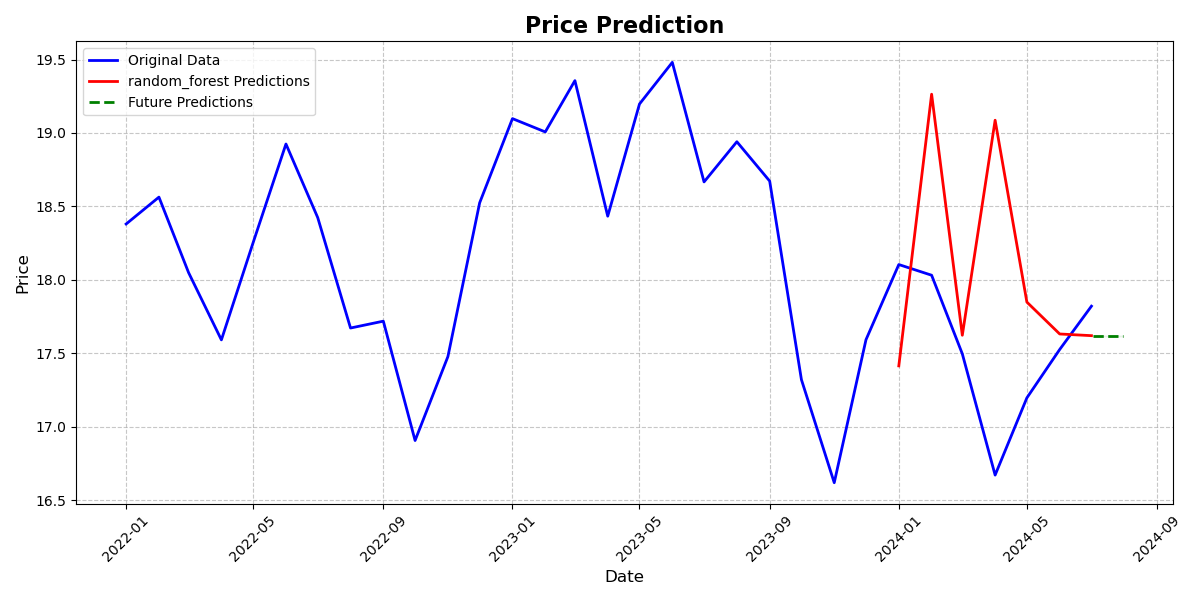 Price Prediction
Original Data
random_forest Predictions
Future Predictions
19.5
19.0
18.5
18.0
17.5
17.0
16.5
Price
2022-01
2022-05
2022-09
2023-01
2023-05
2023-09
2024-01
2024-05
2024-09
Date